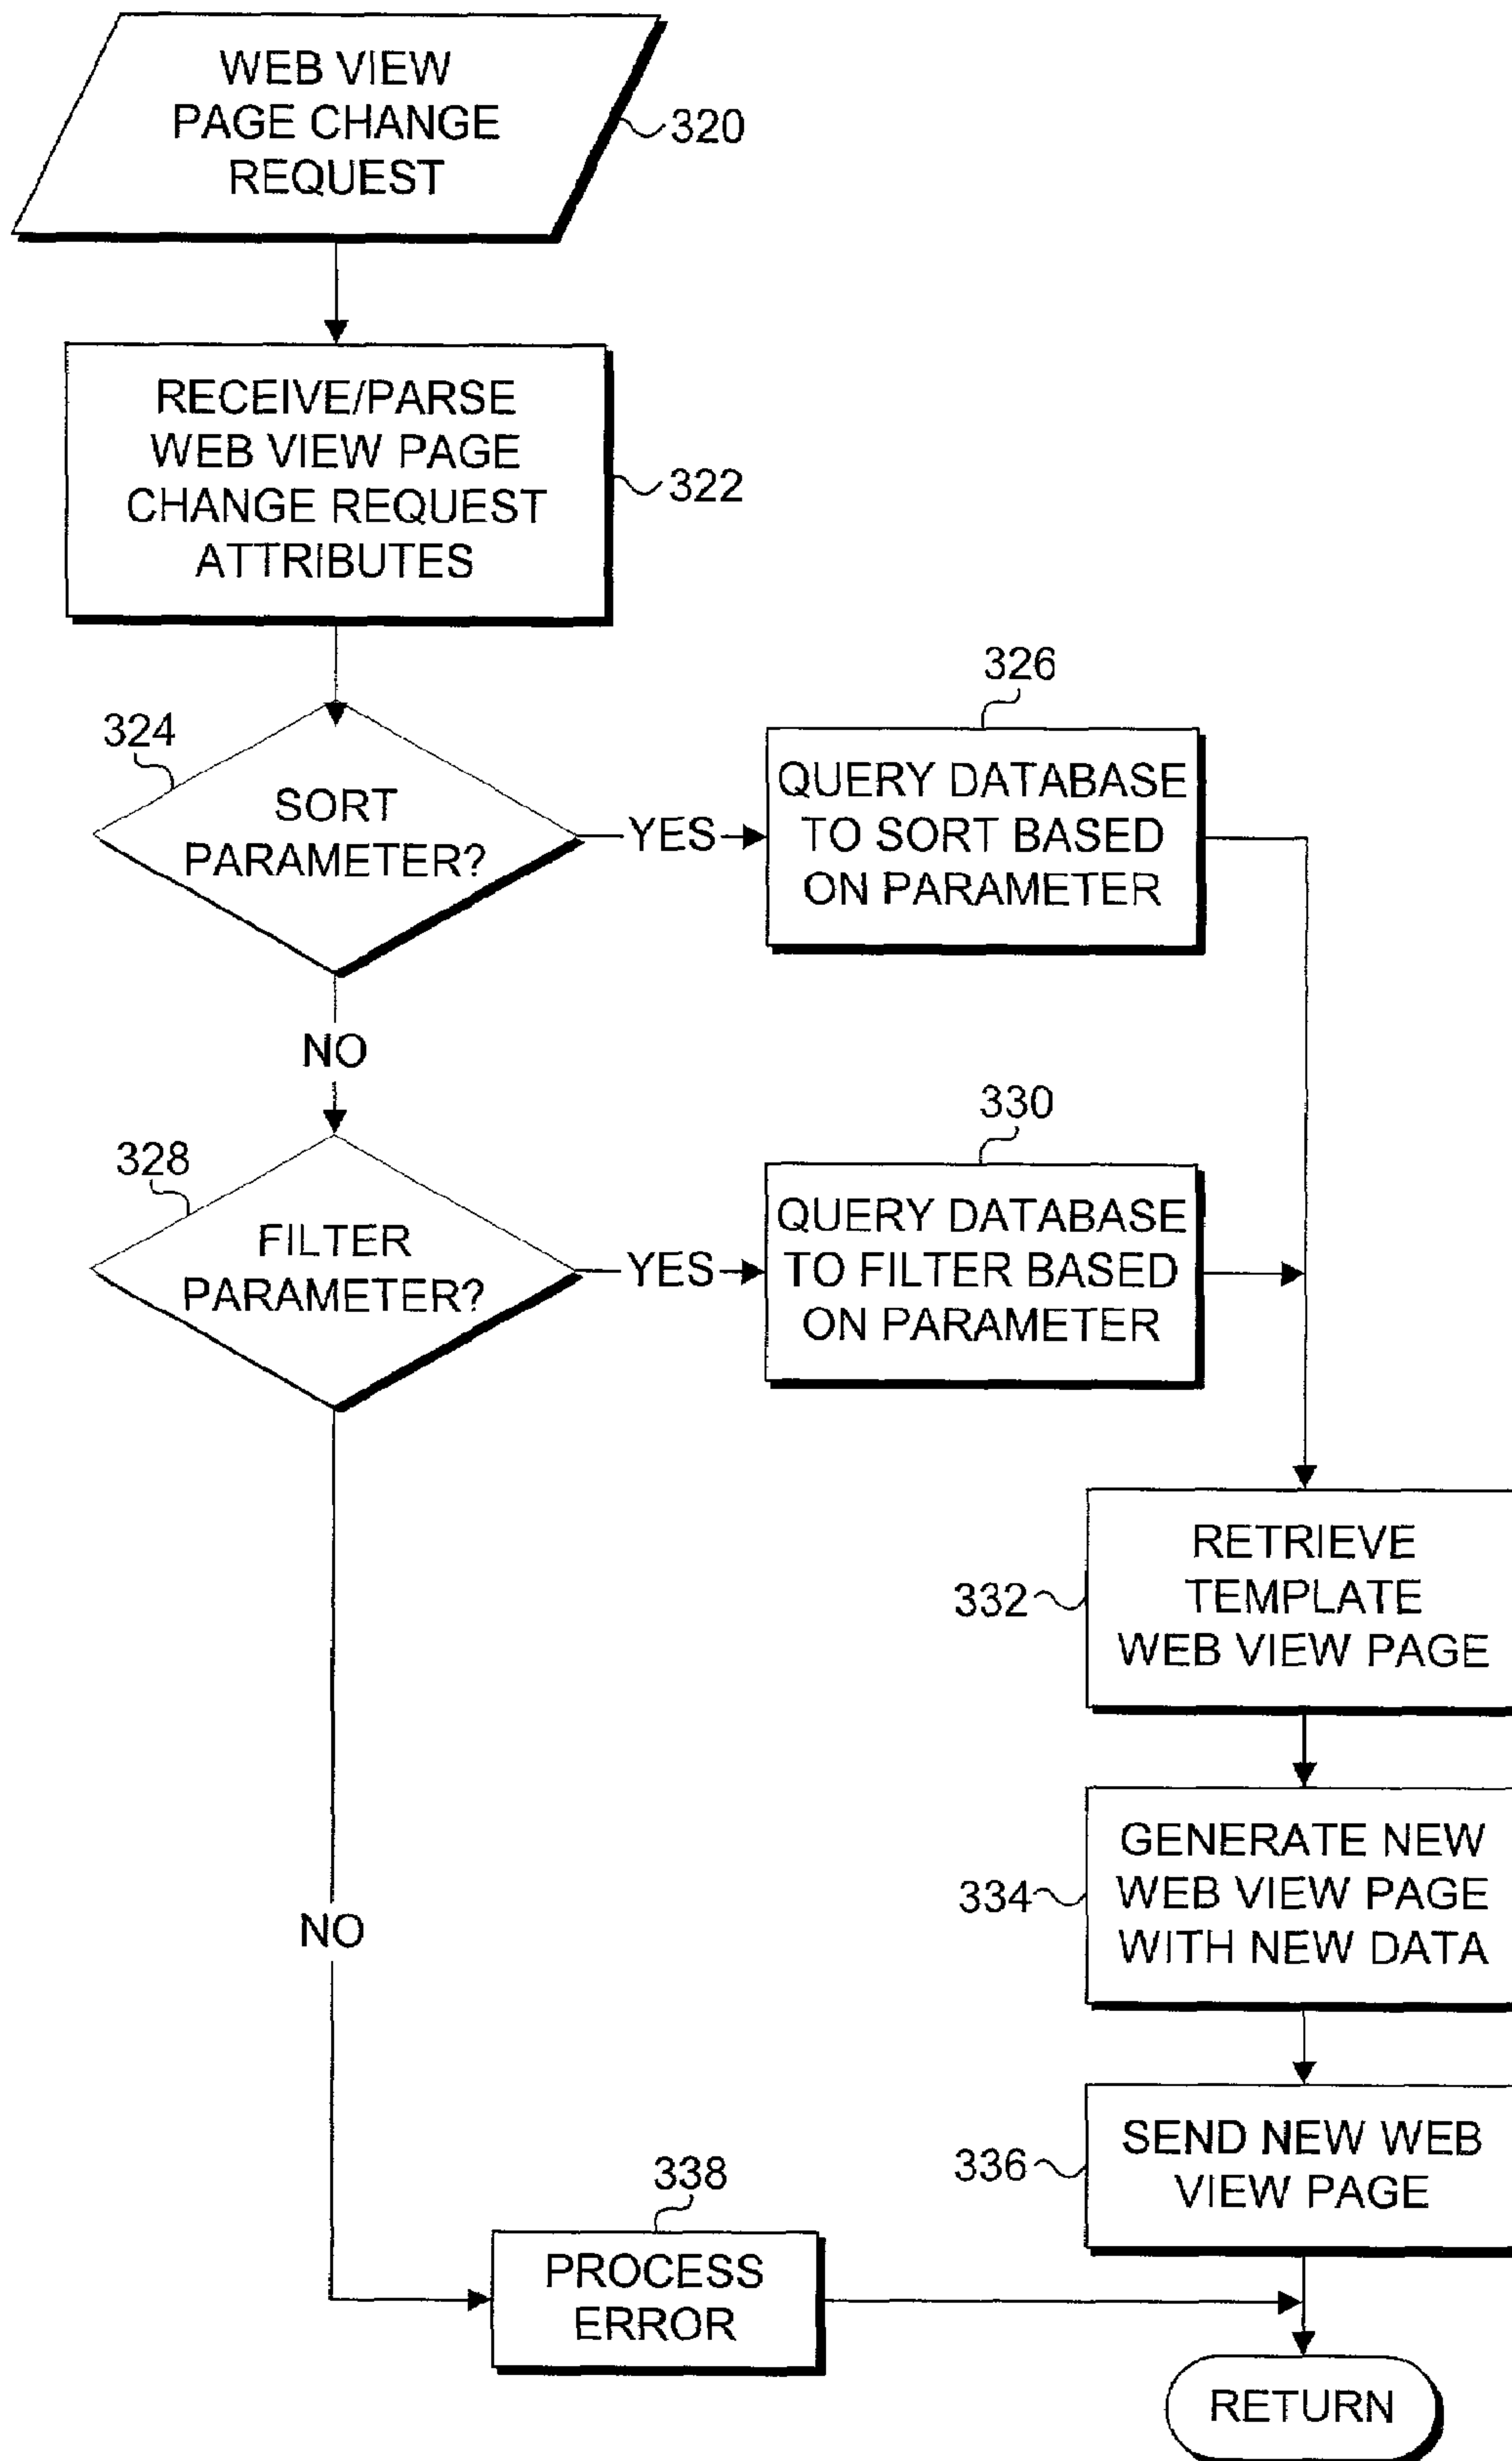 WEB VIEW
PAGE CHANGE
REQUEST
320
RECEIVE/PARSE
WEB VIEW PAGE
CHANGE REQUEST
ATTRIBUTES
322
324
SORT
PARAMETER?
YES
326
QUERY DATABASE
TO SORT BASED
ON PARAMETER
NO
328
FILTER
PARAMETER?
YES
330
QUERY DATABASE
TO FILTER BASED
ON PARAMETER
332
RETRIEVE
TEMPLATE
WEB VIEW PAGE
334
GENERATE NEW
WEB VIEW PAGE
WITH NEW DATA
NO
336
SEND NEW WEB
VIEW PAGE
338
PROCESS
ERROR
RETURN